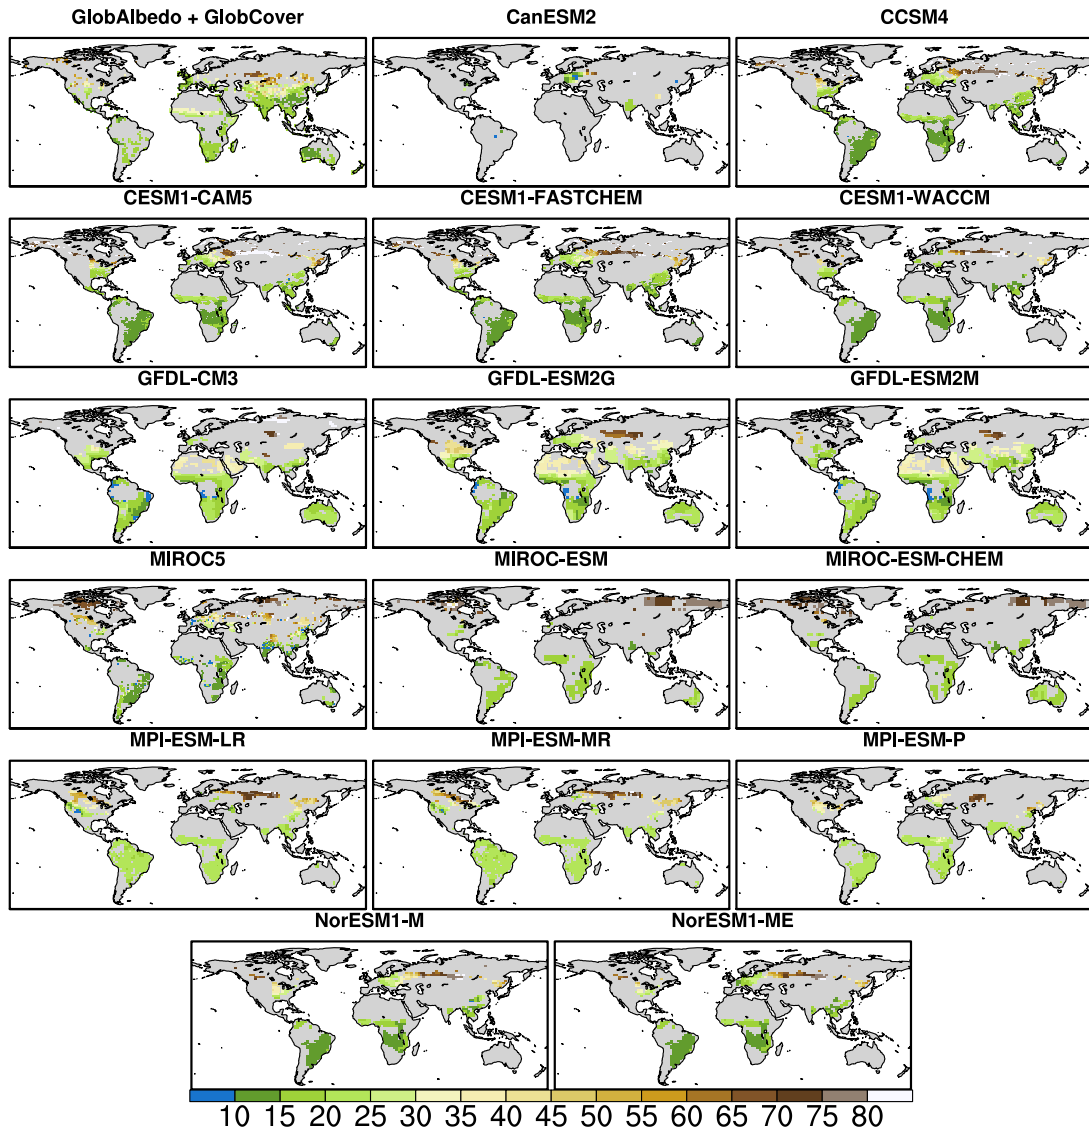 GlobAlbedo + GlobCover CanESM2 CCSM4
CESM1-CAM5 CESM1-FASTCHEM CESM1-WACCM
GFDL-CM3 GFDL-ESM2G GFDL-ESM2M
MIROC5 MIROC-ESM MIROC-ESM-CHEM
MPI-ESM-LR MPI-ESM-MR MPI-ESM-P
NorESM1-M NorESM1-ME
10 15 20 25 30 35 40 45 50 55 60 65 70 75 80